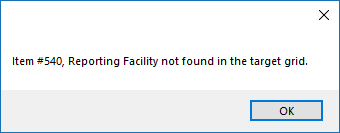 Item #540, Reporting Facility not found in the target grid.
OK